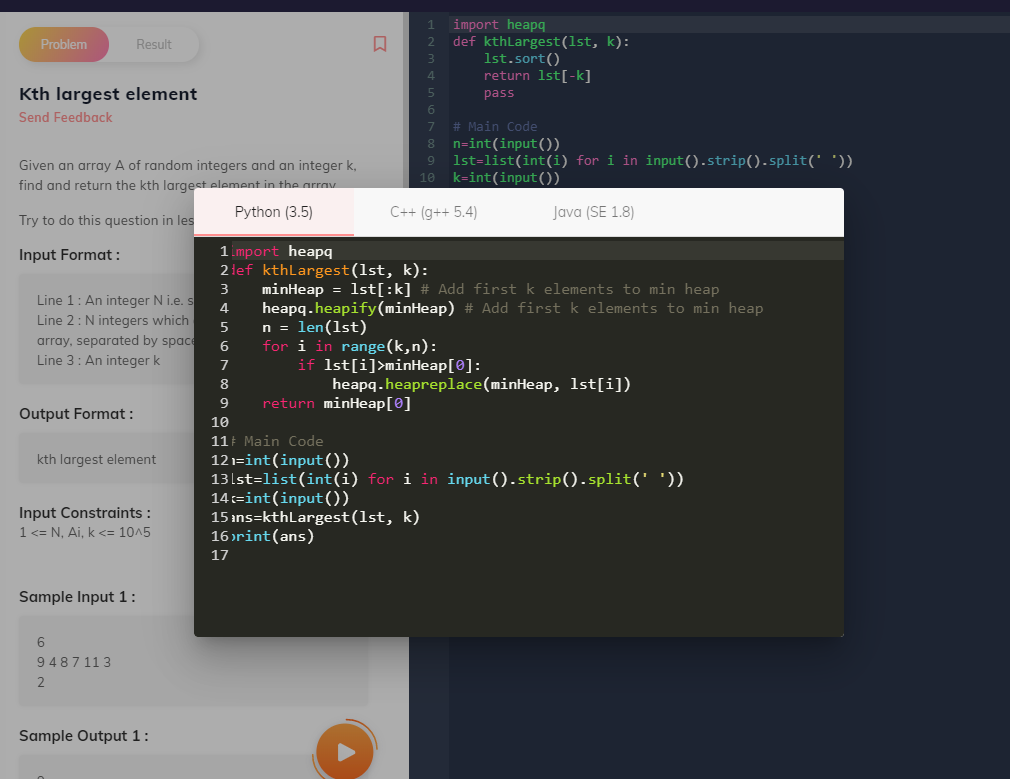 Problem
Result
Kth largest element
Send Feedback
Given an array A of random integers and an integer k,
find and return the kth largest element in the array.
Try to do this question in les
Input Format :
Line 1 : An integer N i.e. s
Line 2 : N integers which
array, separated by space
Line 3 : An integer k
Output Format :
kth largest element
Input Constraints :
1 <= N, Ai, k <= 10^5
Sample Input 1 :
6
9 4 8 7 11 3
2
Sample Output 1 :
9
1 import heapq
2 def kthLargest(lst, k):
3     lst.sort()
4     return lst[-k]
5     pass
6
7 # Main Code
8 n=int(input())
9 lst=list(int(i) for i in input().strip().split(' '))
10 k=int(input())
Python (3.5)
C++ (g++ 5.4)
Java (SE 1.8)
1 import heapq
2 def kthLargest(lst, k):
3     minHeap = lst[:k] # Add first k elements to min heap
4     heapq.heapify(minHeap) # Add first k elements to min heap
5     n = len(lst)
6     for i in range(k,n):
7         if lst[i]>minHeap[0]:
8             heapq.heapreplace(minHeap, lst[i])
9     return minHeap[0]
10
11 # Main Code
12 n=int(input())
13 lst=list(int(i) for i in input().strip().split(' '))
14 k=int(input())
15 ans=kthLargest(lst, k)
16 print(ans)
17